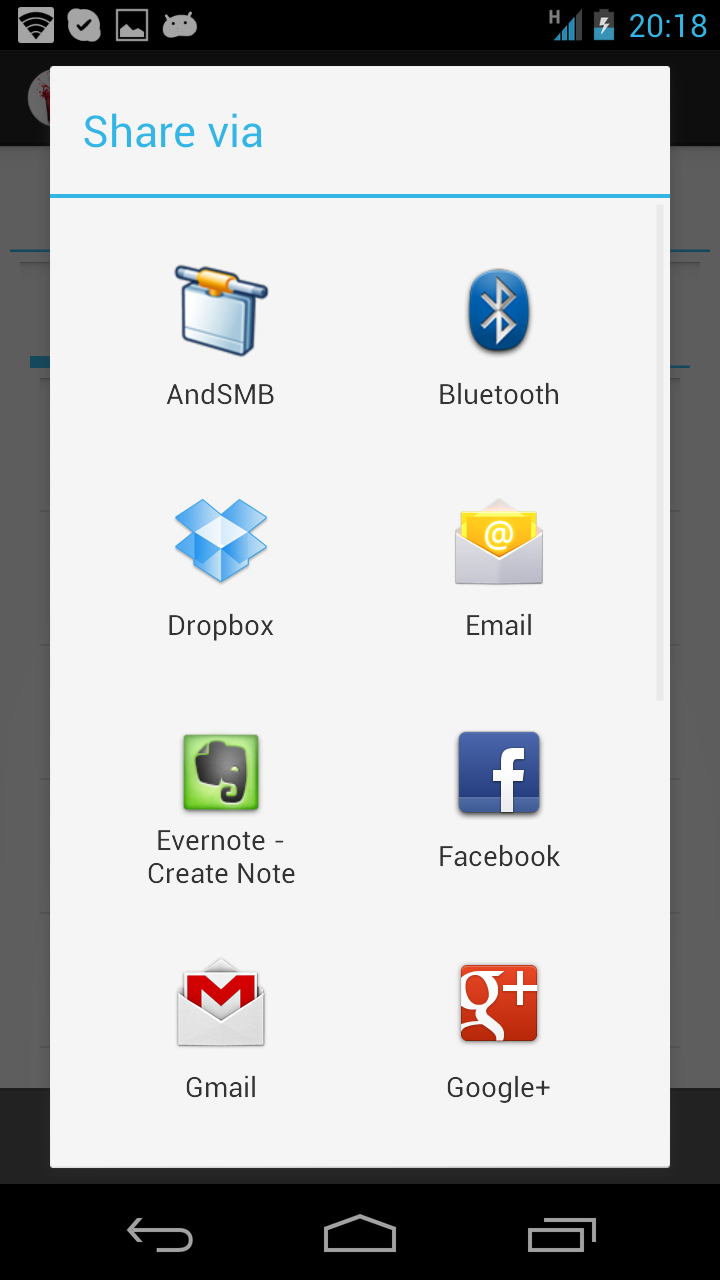 H 20:18
Share via
AndSMB
Bluetooth
Dropbox
@
Email
Evernote -
Create Note
f
Facebook
M
g+
Gmail
Google+